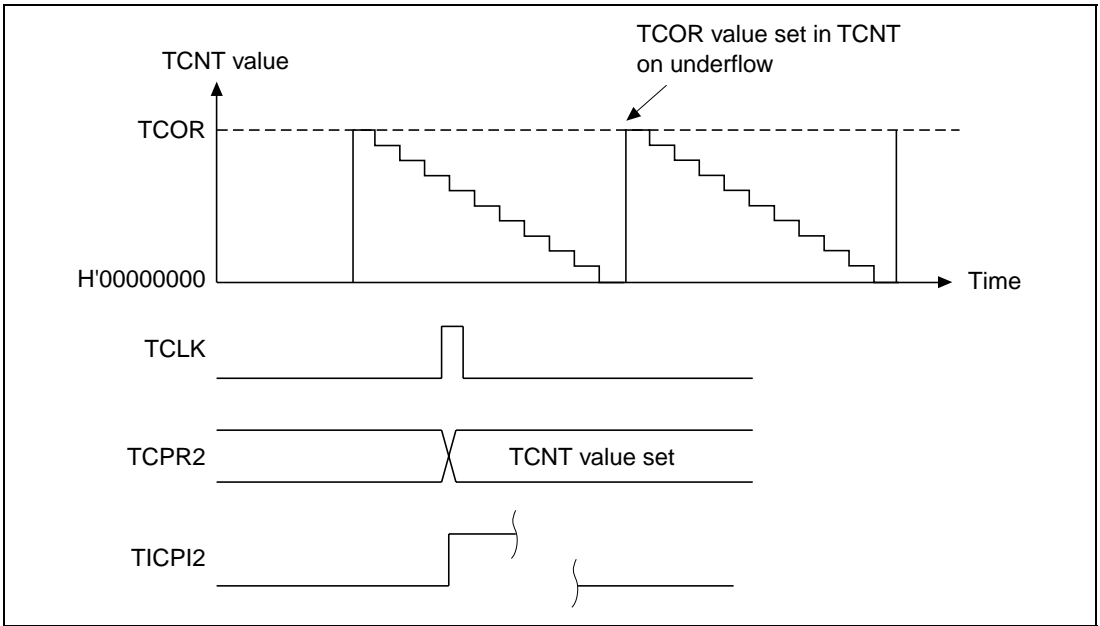 TCOR value set in TCNT
on underflow
TCNT value
TCOR
H'00000000
Time
TCLK
TCPR2
TCNT value set
TICPI2